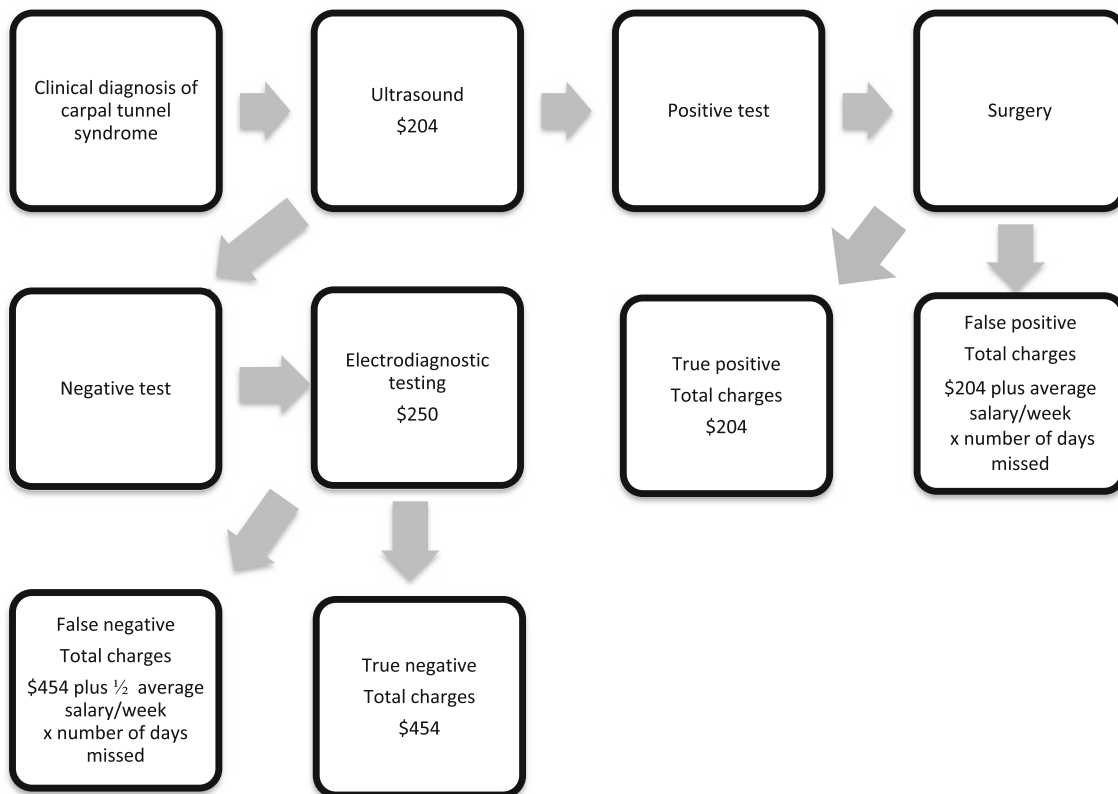 Clinical diagnosis of
carpal tunnel
syndrome
Ultrasound
$204
Positive test
Surgery
Negative test
Electrodiagnostic
testing
$250
True positive
Total charges
$204
False positive
Total charges
$204 plus average
salary/week
x number of days
missed
False negative
Total charges
$454 plus ½ average
salary/week
x number of days
missed
True negative
Total charges
$454